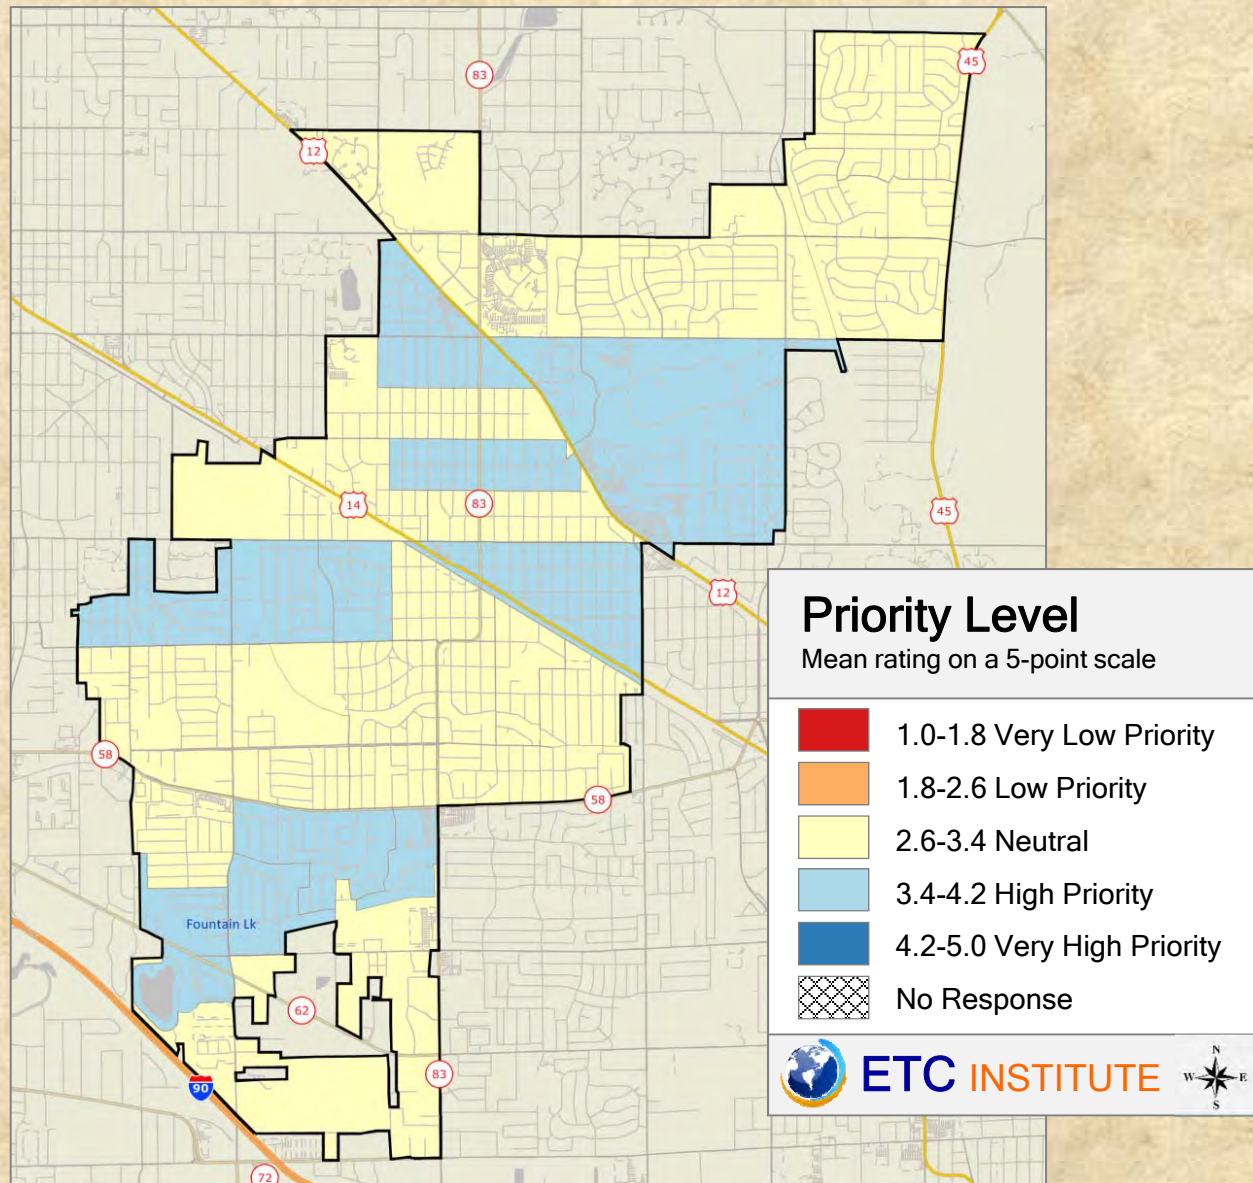 83
45
12
14
83
45
12
58
58
Fountain Lk
62
83
90
72
Priority Level
Mean rating on a 5-point scale
1.0-1.8 Very Low Priority
1.8-2.6 Low Priority
2.6-3.4 Neutral
3.4-4.2 High Priority
4.2-5.0 Very High Priority
No Response
ETC INSTITUTE
N
W E
S